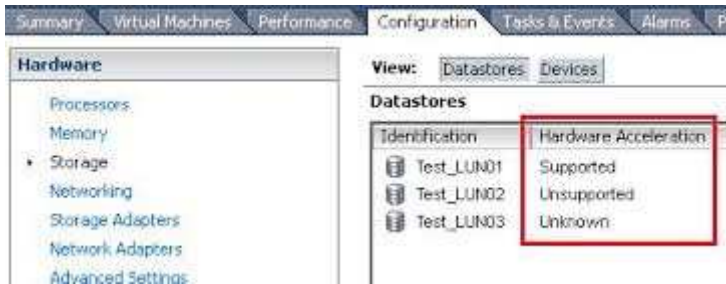 Summary Virtual Machines Performance Configuration Tasks & Events Alarms
Hardware
Processors
Memory
Storage
Networking
Storage Adapters
Network Adapters
Advanced Settings
View: Datastores Devices
Datastores
Identification Hardware Acceleration
Test_LUN01 Supported
Test_LUN02 Unsupported
Test_LUN03 Unknown